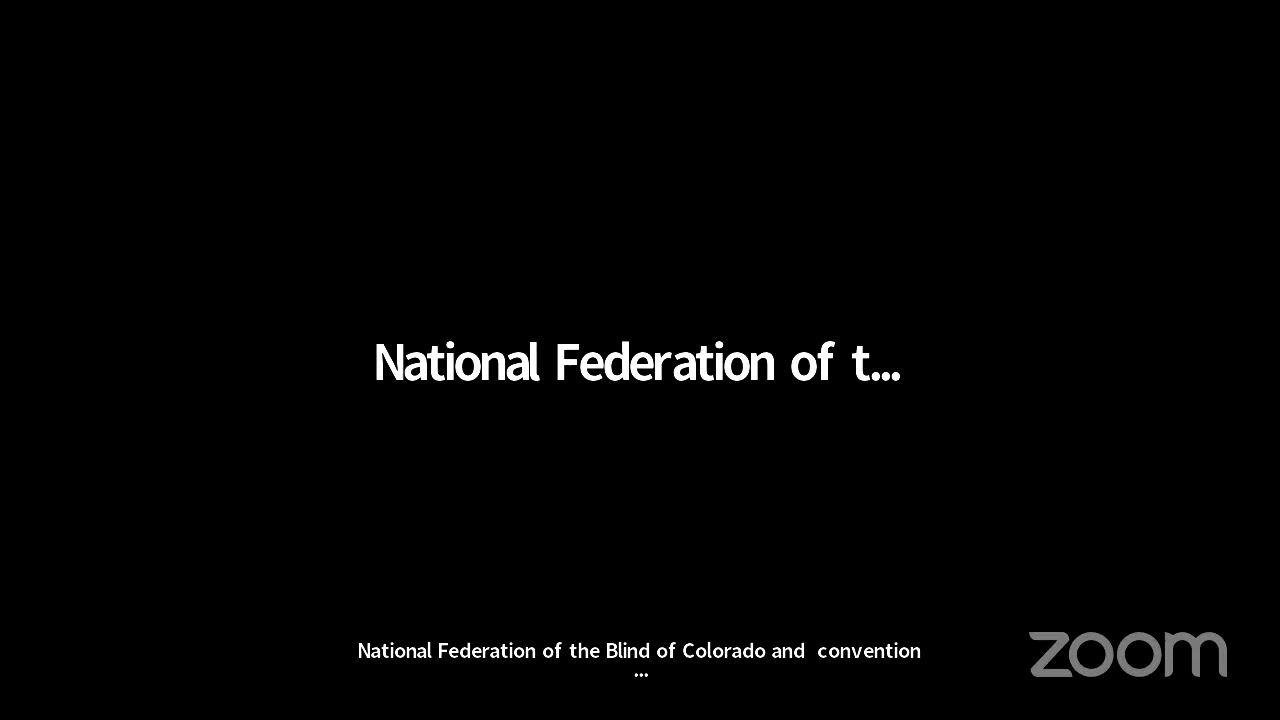 National Federation of t...
National Federation of the Blind of Colorado and  convention
...
zoom